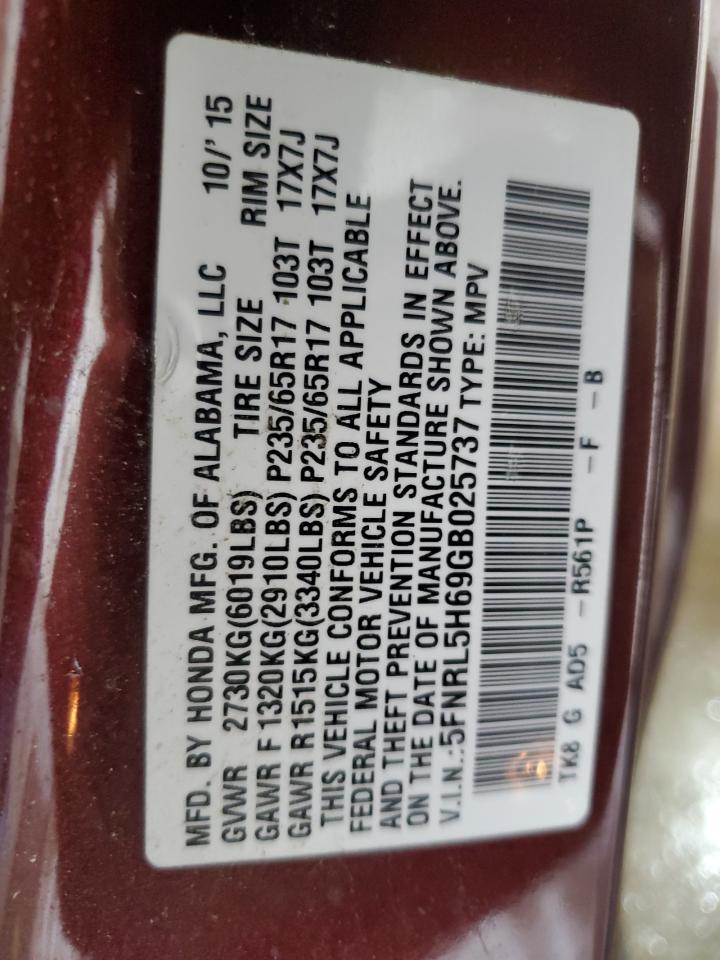 MFD. BY HONDA MFG. OF ALABAMA, LLC 10/' 15
GVWR 2730KG(6019LBS) TIRE SIZE RIM SIZE
GAWR F 1320KG(2910LBS) P235/65R17 103T 17X7J
GAWR R1515KG(3340LBS) P235/65R17 103T 17X7J
THIS VEHICLE CONFORMS TO ALL APPLICABLE
FEDERAL MOTOR VEHICLE SAFETY
AND THEFT PREVENTION STANDARDS IN EFFECT
ON THE DATE OF MANUFACTURE SHOWN ABOVE.
V.I.N.:5FNRL5H69GB025737 TYPE: MPV
TK8 G AD5 -R561P -F -B